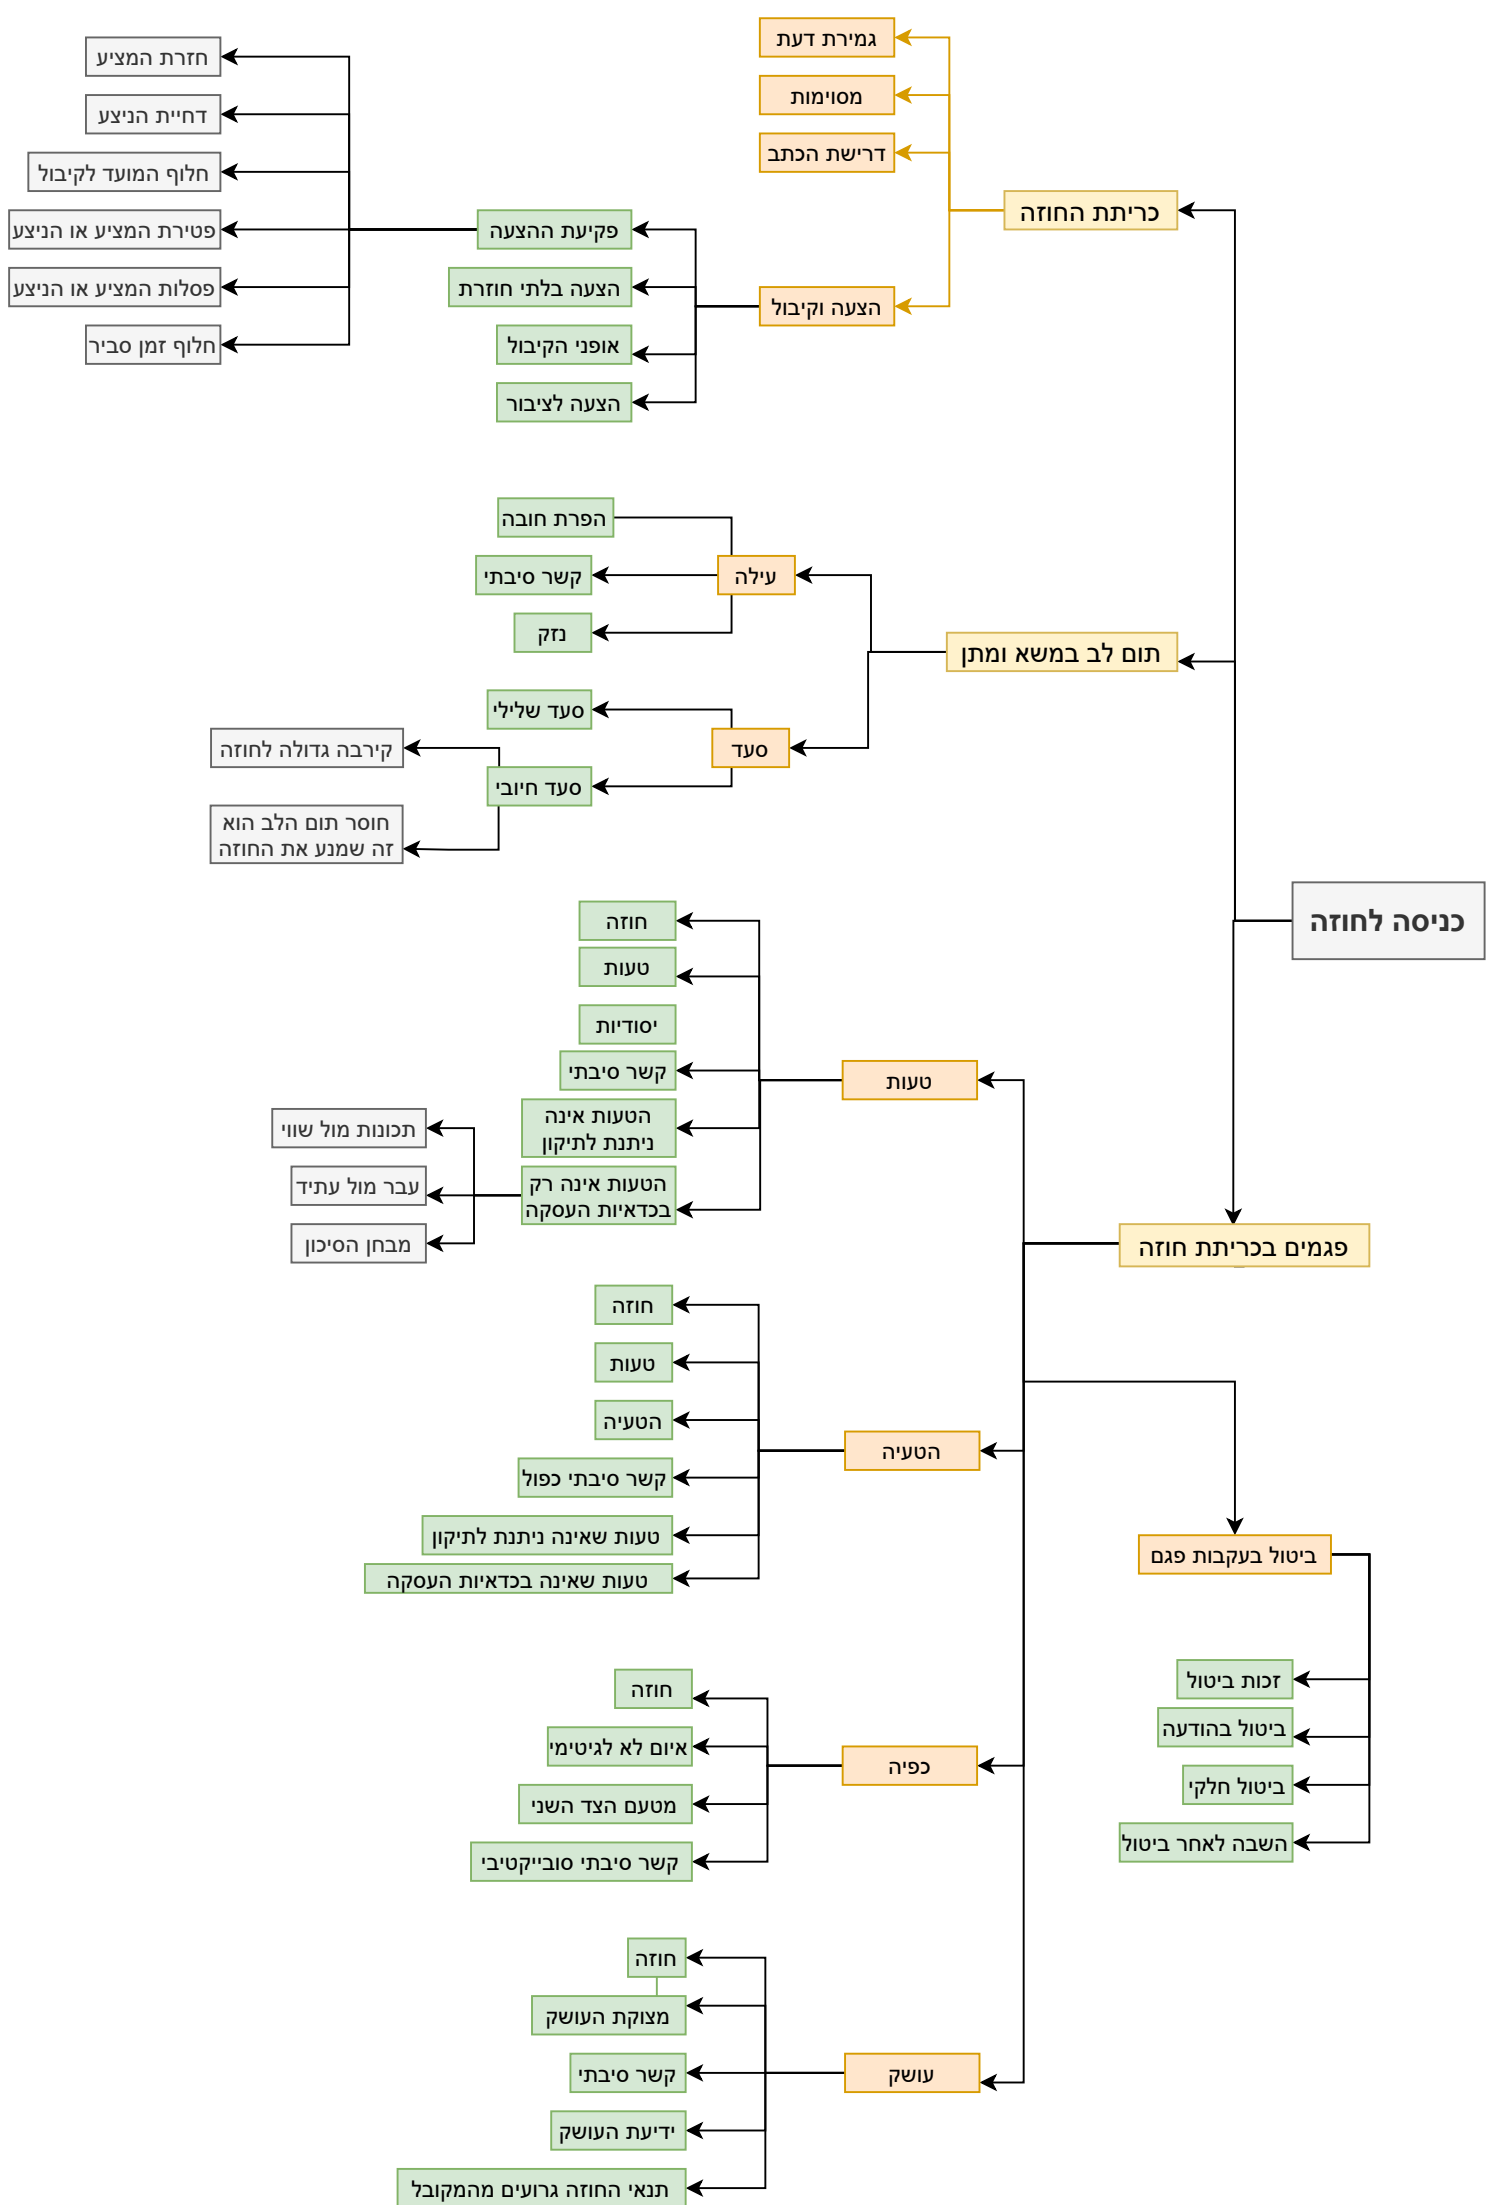 כניסה לחוזה
כריתת החוזה
גמירת דעת
מסוימות
דרישת הכתב
הצעה וקיבול
פקיעת ההצעה
חזרת המציע
דחיית הניצע
חלוף המועד לקיבול
פטירת המציע או הניצע
פסלות המציע או הניצע
חלוף זמן סביר
הצעה בלתי חוזרת
אופני הקיבול
הצעה לציבור
תום לב במשא ומתן
עילה
הפרת חובה
קשר סיבתי
נזק
סעד
סעד שלילי
סעד חיובי
קירבה גדולה לחוזה
חוסר תום הלב הוא
זה שמנע את החוזה
פגמים בכריתת חוזה
טעות
חוזה
טעות
יסודיות
קשר סיבתי
הטעות אינה
ניתנת לתיקון
הטעות אינה רק
בכדאיות העסקה
תכונות מול שווי
עבר מול עתיד
מבחן הסיכון
הטעיה
חוזה
טעות
הטעיה
קשר סיבתי כפול
טעות שאינה ניתנת לתיקון
טעות שאינה בכדאיות העסקה
כפיה
חוזה
איום לא לגיטימי
מטעם הצד השני
קשר סיבתי סובייקטיבי
עושק
חוזה
מצוקת העושק
קשר סיבתי
ידיעת העושק
תנאי החוזה גרועים מהמקובל
ביטול בעקבות פגם
זכות ביטול
ביטול בהודעה
ביטול חלקי
השבה לאחר ביטול